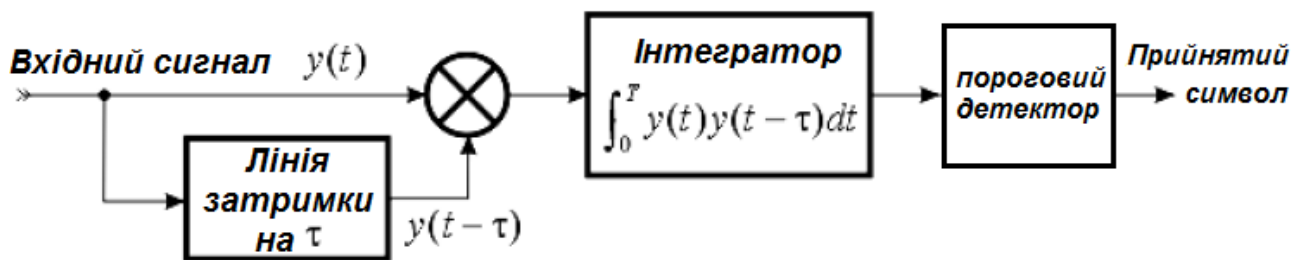 Вхідний сигнал y(t)
Лінія
затримки
на τ
y(t − τ)
Інтегратор
∫₀ᵀ y(t)y(t − τ)dt
пороговий
детектор
Прийнятий
символ